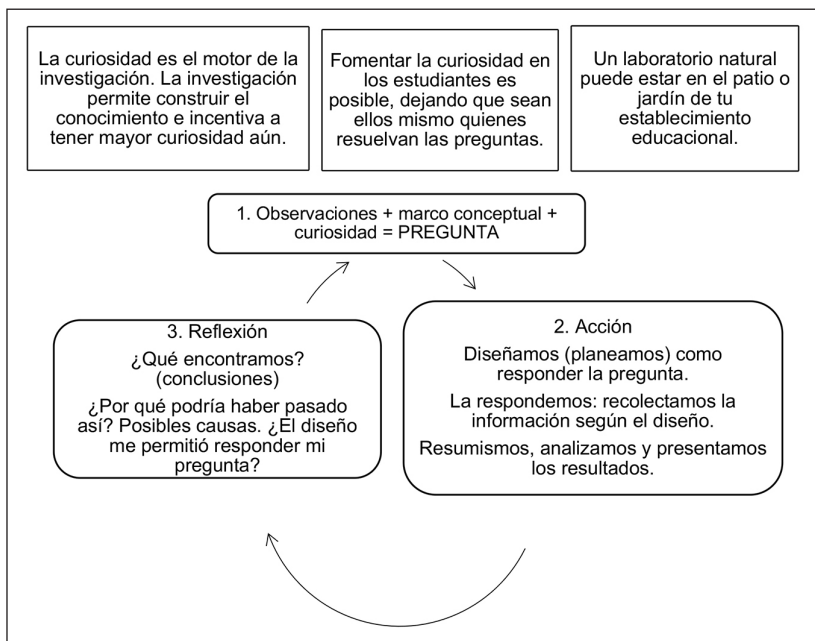 La curiosidad es el motor de la
investigación. La investigación
permite construir el
conocimiento e incentiva a
tener mayor curiosidad aún.
Fomentar la curiosidad en
los estudiantes es
posible, dejando que sean
ellos mismo quienes
resuelvan las preguntas.
Un laboratorio natural
puede estar en el patio o
jardín de tu
establecimiento
educacional.
1. Observaciones + marco conceptual +
curiosidad = PREGUNTA
2. Acción
Diseñamos (planeamos) como
responder la pregunta.
La respondemos: recolectamos la
información según el diseño.
Resumismos, analizamos y presentamos
los resultados.
3. Reflexión
¿Qué encontramos?
(conclusiones)
¿Por qué podría haber pasado
así? Posibles causas. ¿El diseño
me permitió responder mi
pregunta?